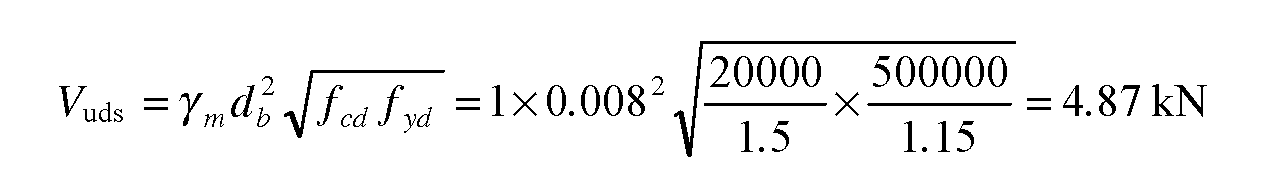 V_uds = γ_m d_b^2 √(f_cd f_yd) = 1 × 0.008^2 √(20000/1.5 × 500000/1.15) = 4.87 kN